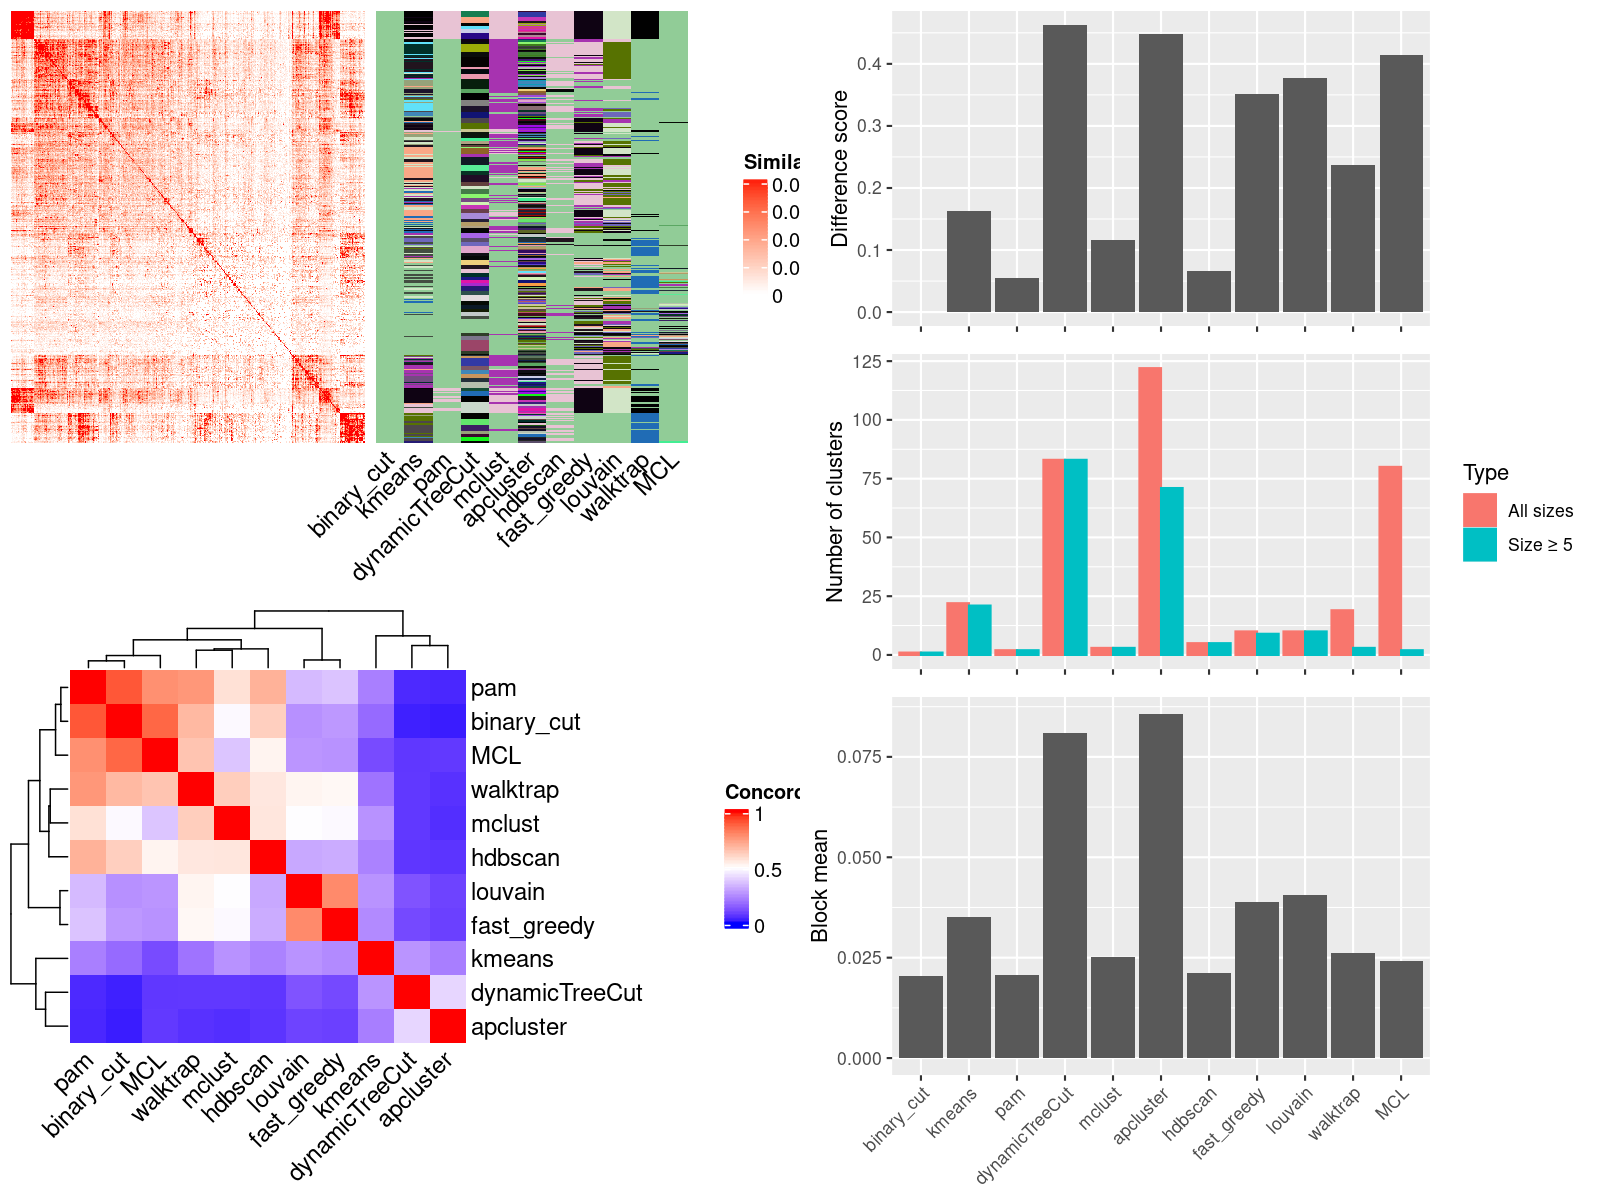 Simila
0.0
0.0
0.0
0.0
0
binary_cut
kmeans
pam
dynamicTreeCut
mclust
apcluster
hdbscan
fast_greedy
louvain
walktrap
MCL
pam
binary_cut
MCL
walktrap
mclust
hdbscan
louvain
fast_greedy
kmeans
dynamicTreeCut
apcluster
pam
binary_cut
MCL
walktrap
mclust
hdbscan
louvain
fast_greedy
kmeans
dynamicTreeCut
apcluster
Concord
1
0.5
0
Difference score
0.4
0.3
0.2
0.1
0.0
Number of clusters
125
100
75
50
25
0
Type
All sizes
Size ≥ 5
Block mean
0.075
0.050
0.025
0.000
binary_cut
kmeans
pam
dynamicTreeCut
mclust
apcluster
hdbscan
fast_greedy
louvain
walktrap
MCL